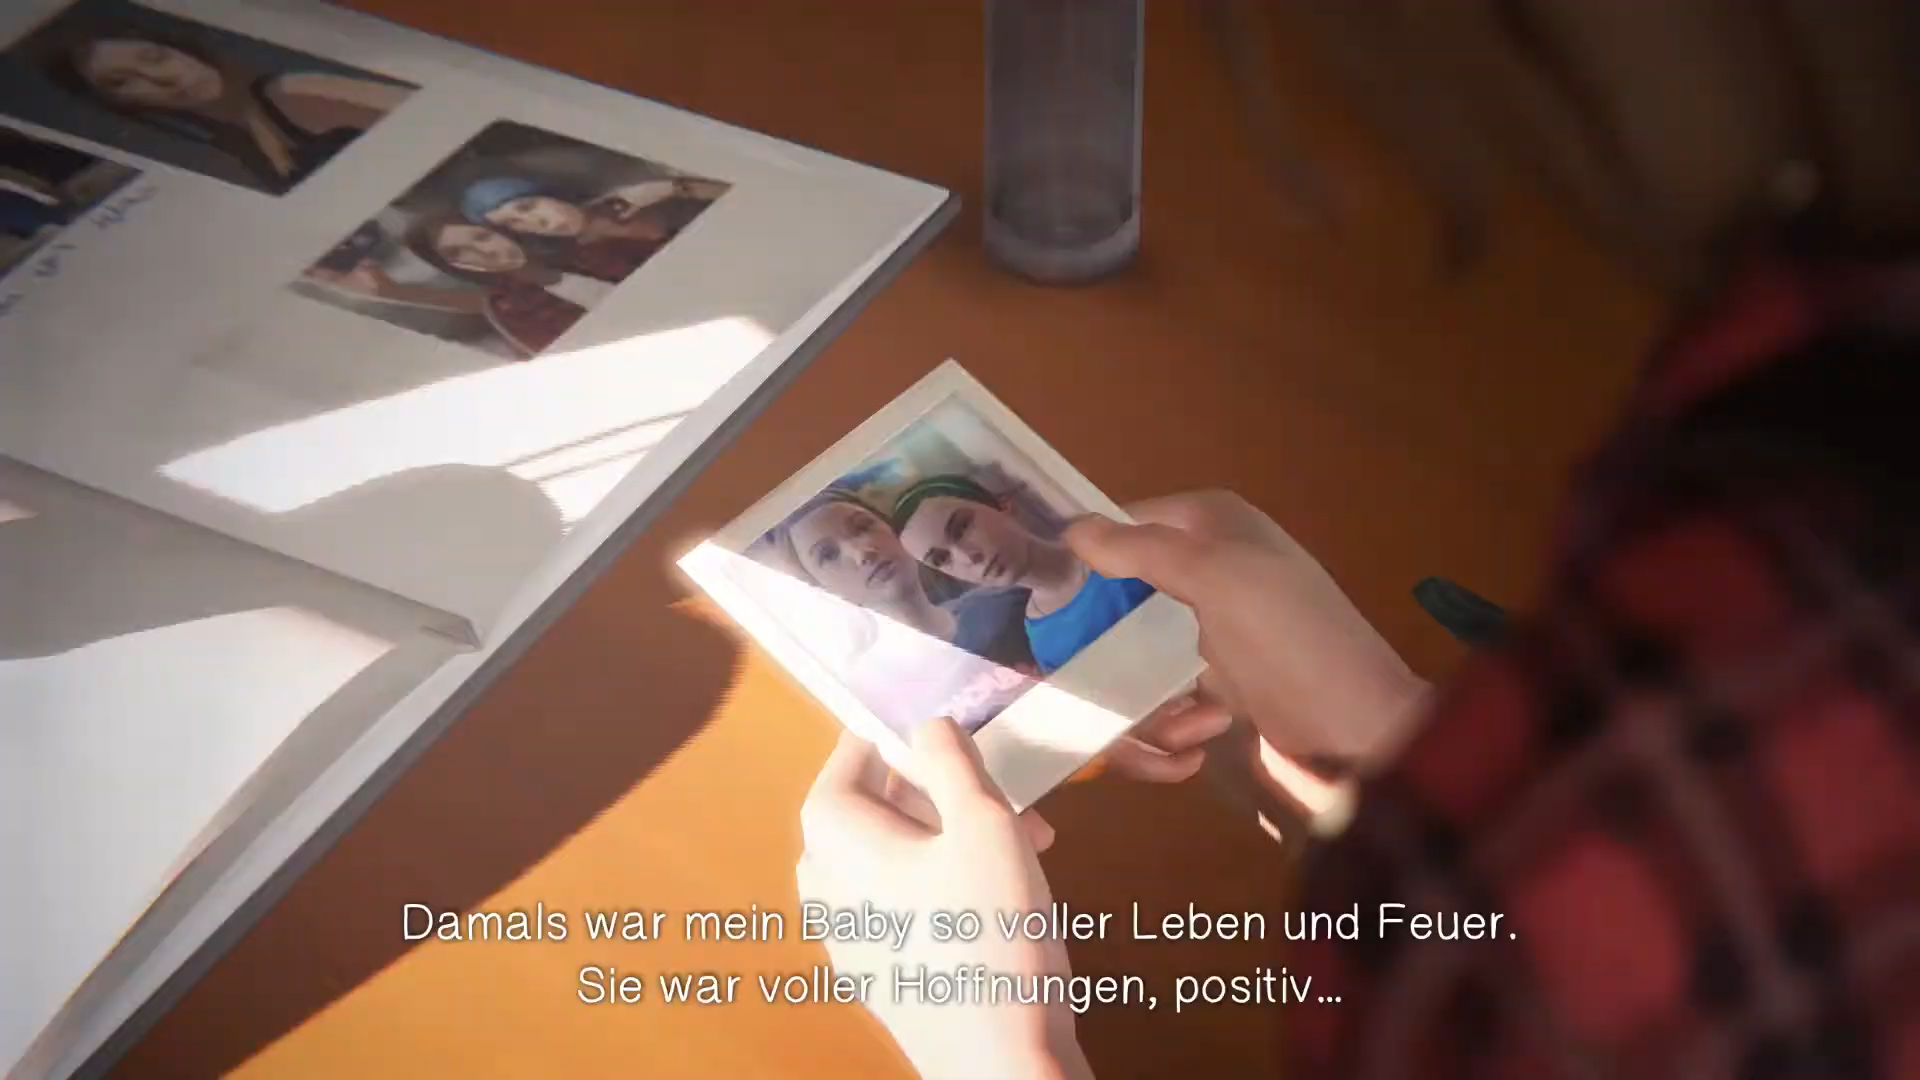 Damals war mein Baby so voller Leben und Feuer.
Sie war voller Hoffnungen, positiv...